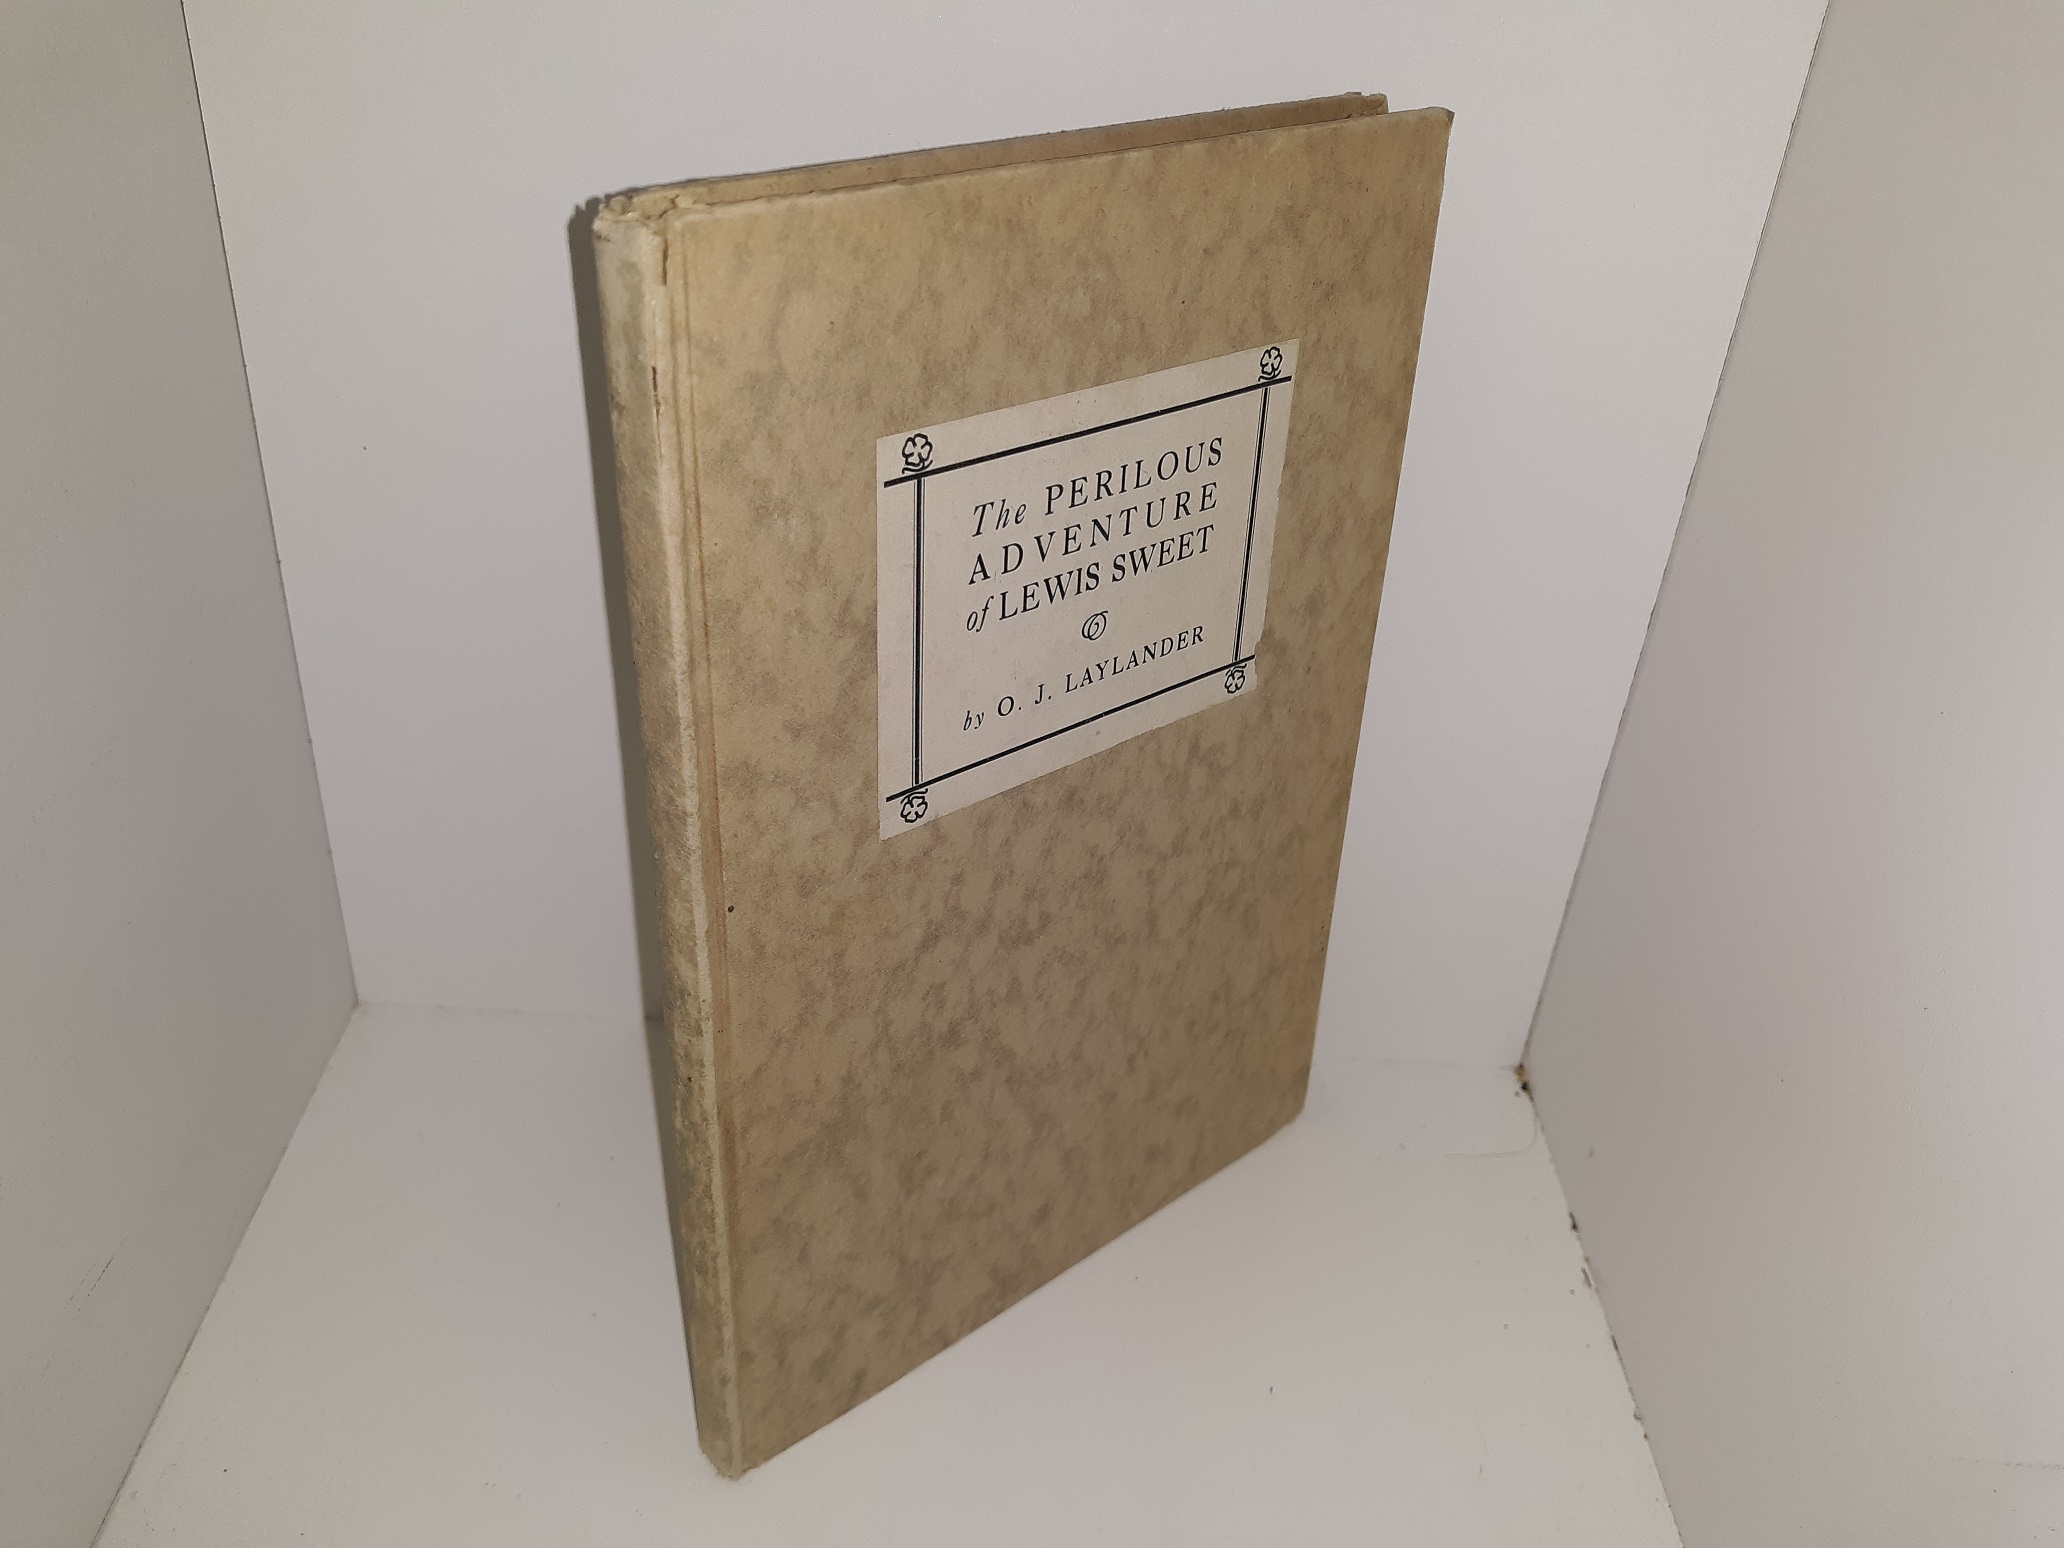 The PERILOUS
ADVENTURE
of LEWIS SWEET
by O. J. LAYLANDER